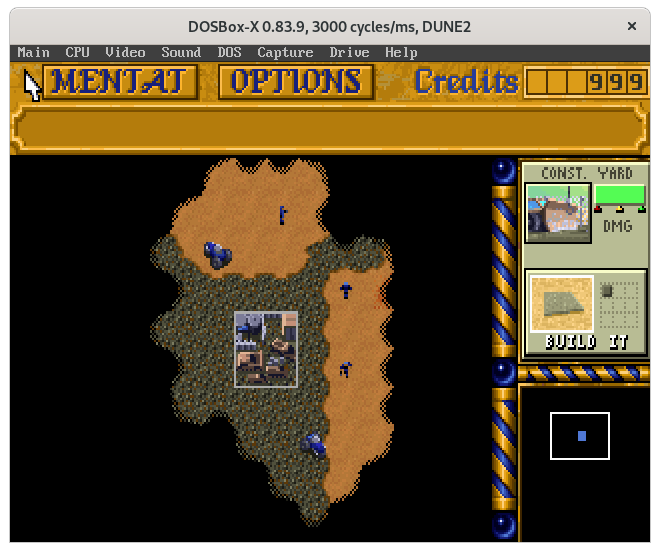 DOSBox-X 0.83.9, 3000 cycles/ms, DUNE2
Main CPU Video Sound DOS Capture Drive Help
MENTAT OPTIONS Credits 999
CONST. YARD
DMG
BUILD IT